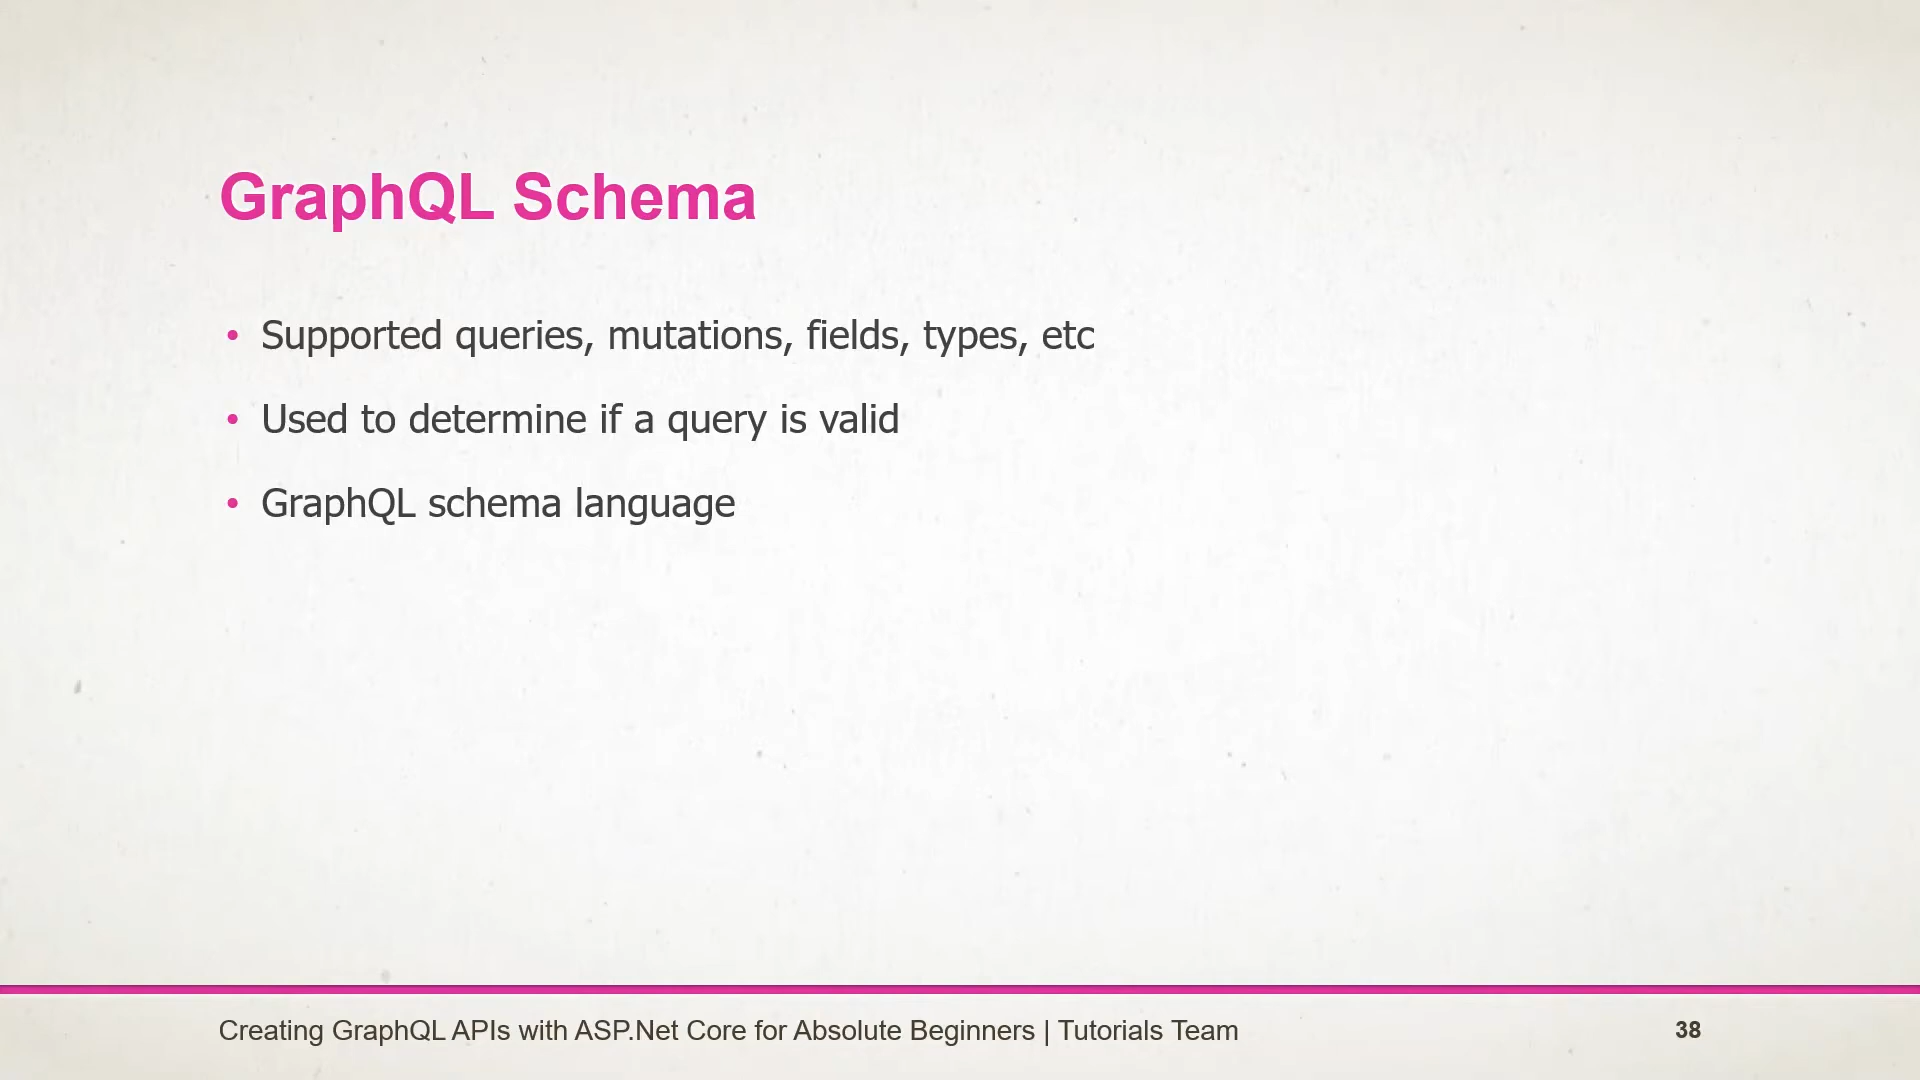 GraphQL Schema
• Supported queries, mutations, fields, types, etc
• Used to determine if a query is valid
• GraphQL schema language
Creating GraphQL APIs with ASP.Net Core for Absolute Beginners | Tutorials Team
38